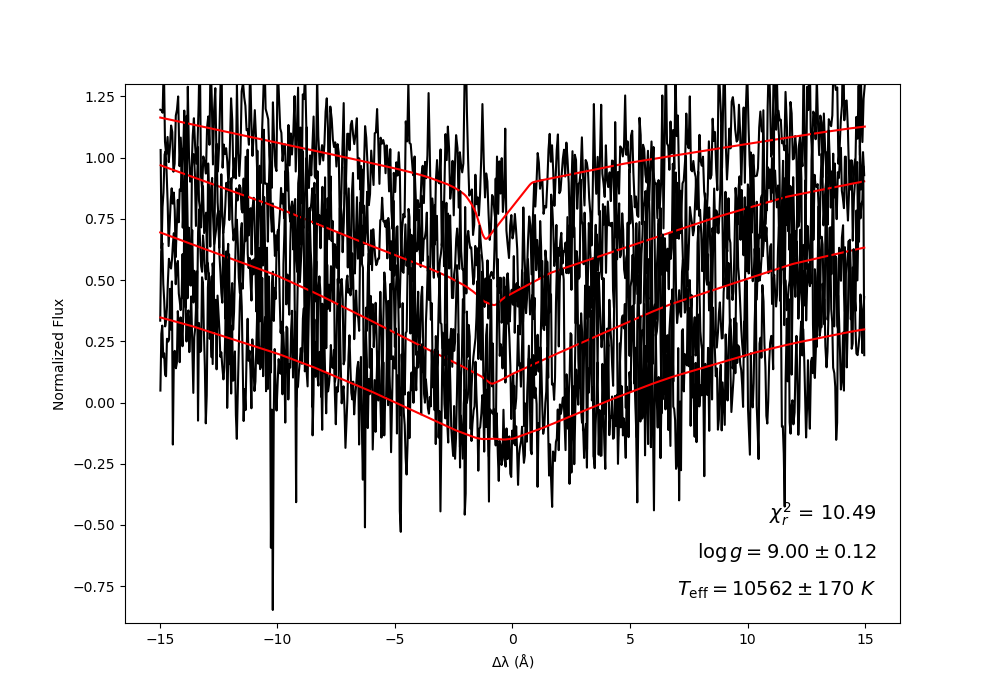 1.25
1.00
0.75
0.50
0.25
0.00
−0.25
−0.50
−0.75
Normalized Flux
χ²ᵣ = 10.49
log g = 9.00 ± 0.12
T_eff = 10562 ± 170 K
−15 −10 −5 0 5 10 15
Δλ (Å)